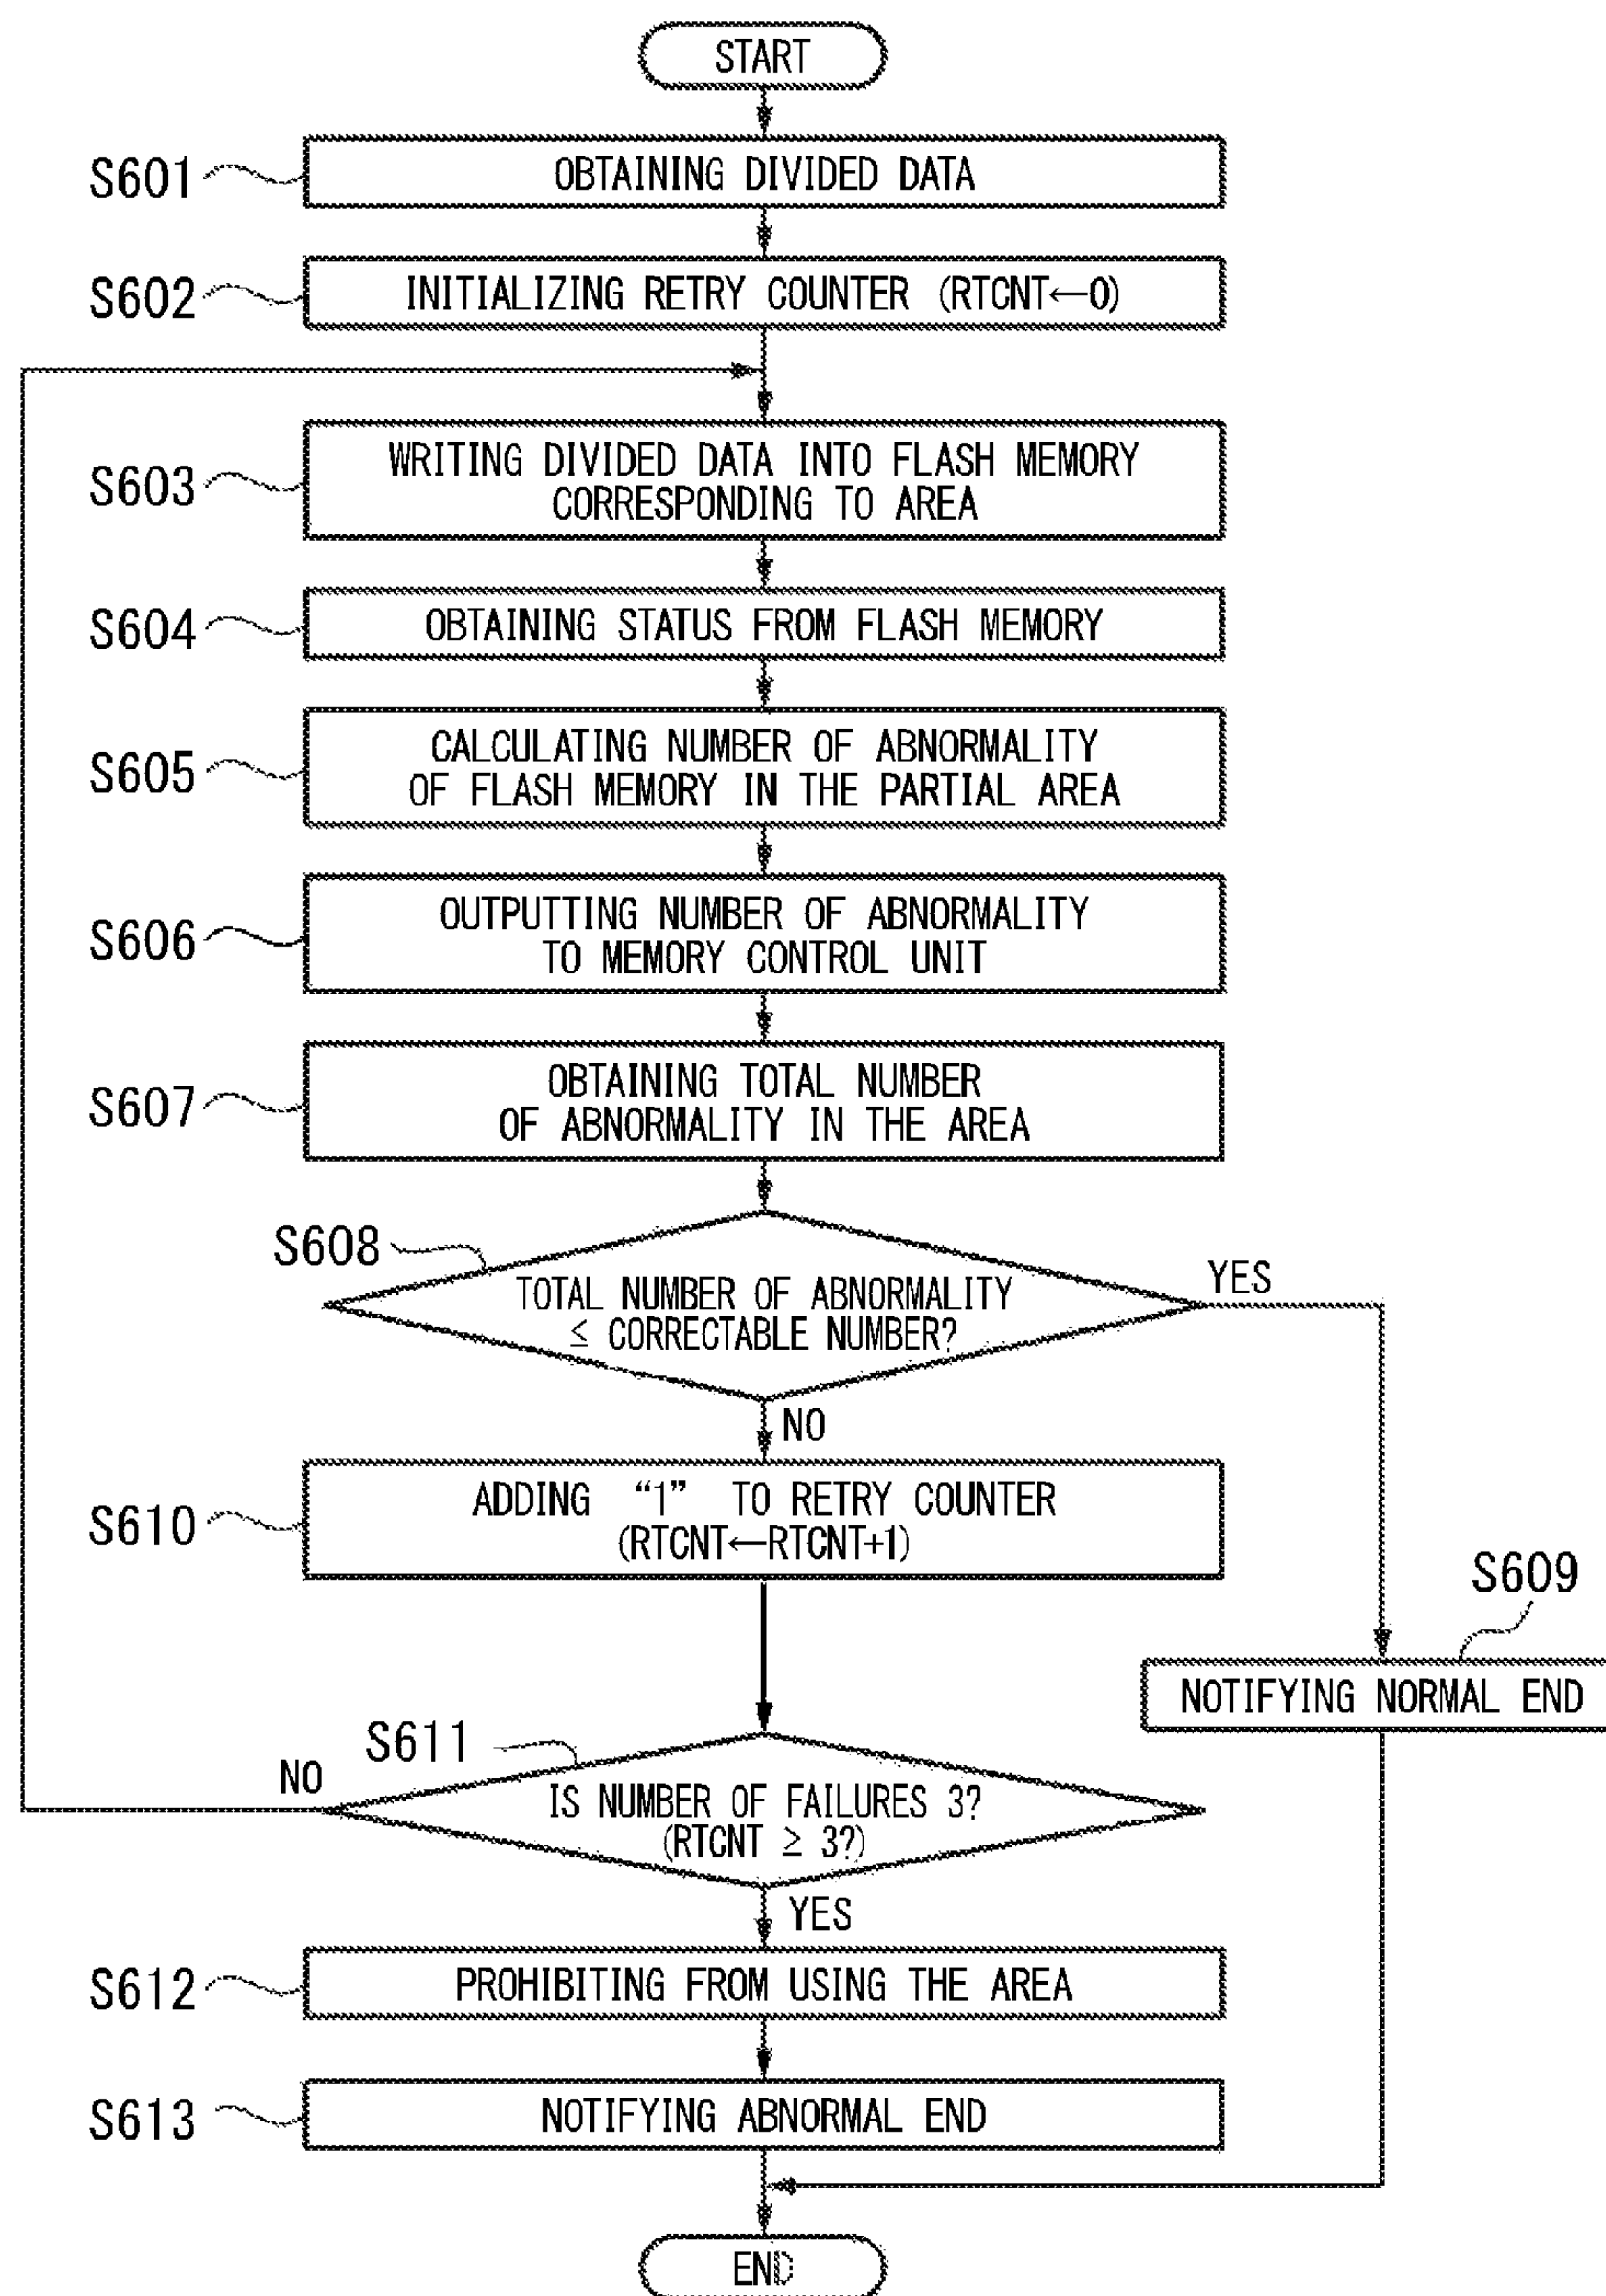 START
S601
OBTAINING DIVIDED DATA
S602
INITIALIZING RETRY COUNTER (RTCNT←0)
S603
WRITING DIVIDED DATA INTO FLASH MEMORY
CORRESPONDING TO AREA
S604
OBTAINING STATUS FROM FLASH MEMORY
S605
CALCULATING NUMBER OF ABNORMALITY
OF FLASH MEMORY IN THE PARTIAL AREA
S606
OUTPUTTING NUMBER OF ABNORMALITY
TO MEMORY CONTROL UNIT
S607
OBTAINING TOTAL NUMBER
OF ABNORMALITY IN THE AREA
S608
TOTAL NUMBER OF ABNORMALITY
≤ CORRECTABLE NUMBER?
YES
NO
S610
ADDING “1” TO RETRY COUNTER
(RTCNT←RTCNT+1)
S609
NOTIFYING NORMAL END
S611
NO
IS NUMBER OF FAILURES 3?
(RTCNT ≥ 3?)
YES
S612
PROHIBITING FROM USING THE AREA
S613
NOTIFYING ABNORMAL END
END